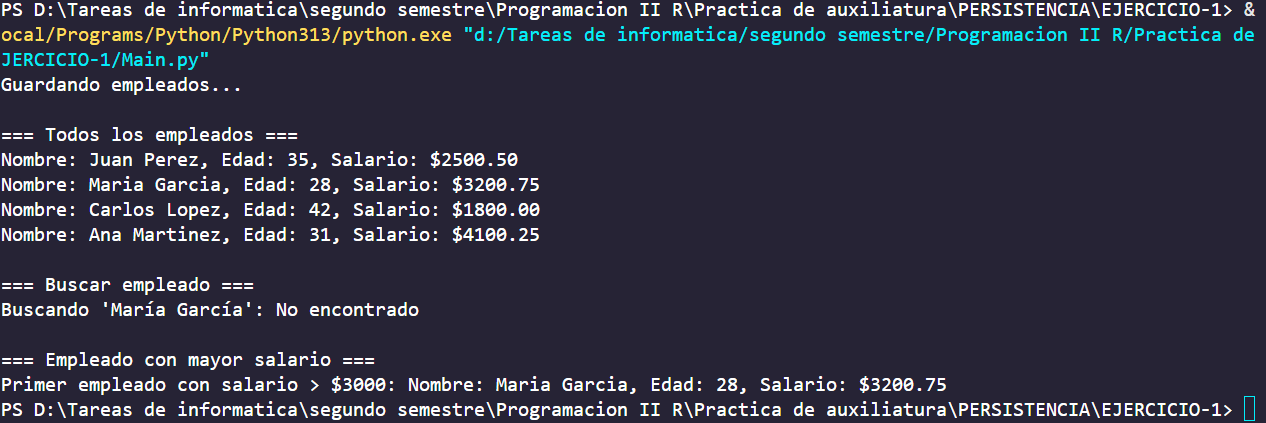 PS D:\Tareas de informatica\segundo semestre\Programacion II R\Practica de auxiliatura\PERSISTENCIA\EJERCICIO-1> &
ocal/Programs/Python/Python313/python.exe "d:/Tareas de informatica/segundo semestre/Programacion II R/Practica de
JERCICIO-1/Main.py"
Guardando empleados...
=== Todos los empleados ===
Nombre: Juan Perez, Edad: 35, Salario: $2500.50
Nombre: Maria Garcia, Edad: 28, Salario: $3200.75
Nombre: Carlos Lopez, Edad: 42, Salario: $1800.00
Nombre: Ana Martinez, Edad: 31, Salario: $4100.25
=== Buscar empleado ===
Buscando 'María García': No encontrado
=== Empleado con mayor salario ===
Primer empleado con salario > $3000: Nombre: Maria Garcia, Edad: 28, Salario: $3200.75
PS D:\Tareas de informatica\segundo semestre\Programacion II R\Practica de auxiliatura\PERSISTENCIA\EJERCICIO-1>